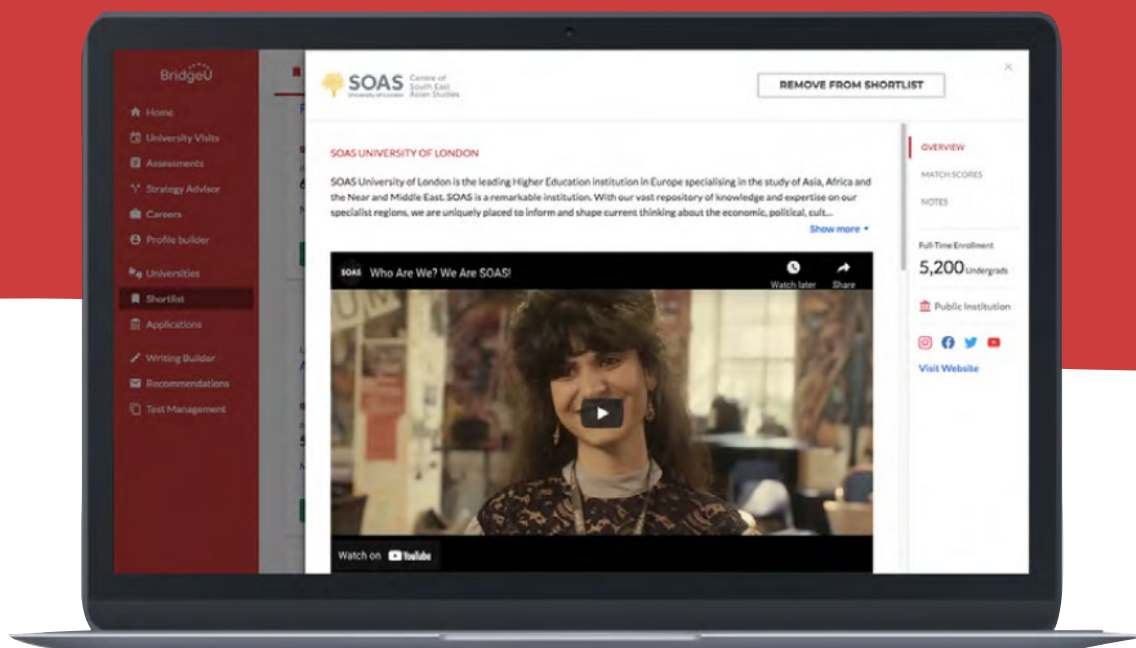 BridgeU
Home
University Visits
Assessments
Strategy Advisor
Careers
Profile builder
Universities
Shortlist
Applications
Writing Builder
Recommendations
Test Management
SOAS
University of London
Centre of
South East
Asian Studies
REMOVE FROM SHORTLIST
SOAS UNIVERSITY OF LONDON
SOAS University of London is the leading Higher Education institution in Europe specialising in the study of Asia, Africa and
the Near and Middle East. SOAS is a remarkable institution. With our vast repository of knowledge and expertise on our
specialist regions, we are uniquely placed to inform and shape current thinking about the economic, political, cult...
Show more
SOAS Who Are We? We Are SOAS!
Watch later Share
Watch on YouTube
OVERVIEW
MATCH SCORES
NOTES
Full-Time Enrollment
5,200 Undergrads
Public Institution
Visit Website